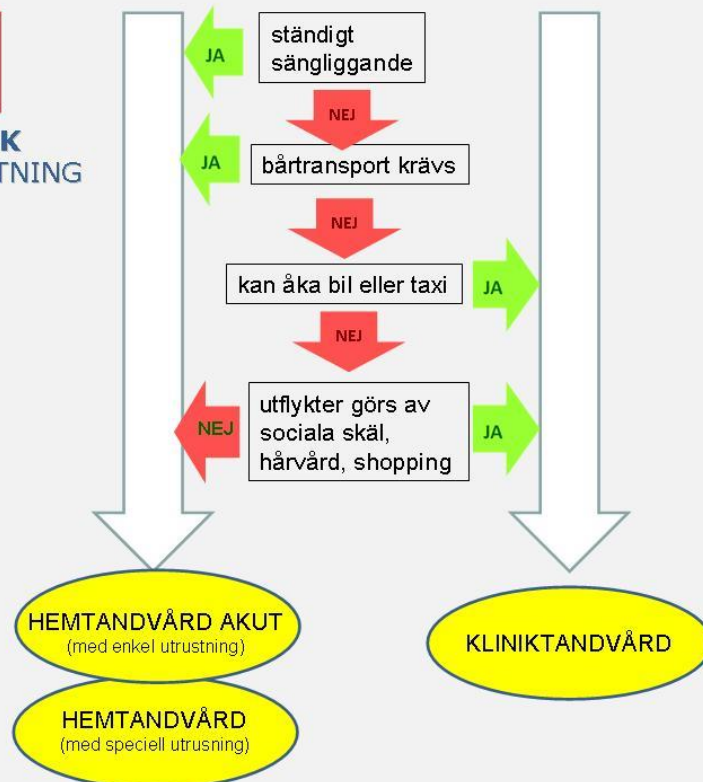 JA
ständigt
sängliggande
NEJ
K
TNING
JA
bårtransport krävs
NEJ
kan åka bil eller taxi
JA
NEJ
NEJ
utflykter görs av
sociala skäl,
hårvård, shopping
JA
HEMTANDVÅRD AKUT
(med enkel utrustning)
KLINIKTANDVÅRD
HEMTANDVÅRD
(med speciell utrusning)